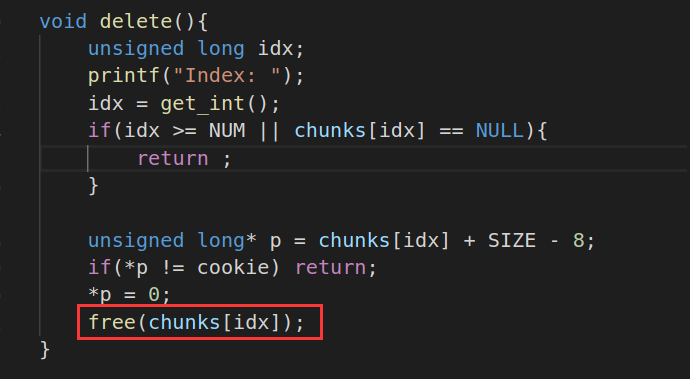 void delete(){
unsigned long idx;
printf("Index: ");
idx = get_int();
if(idx >= NUM || chunks[idx] == NULL){
return ;
}
unsigned long* p = chunks[idx] + SIZE - 8;
if(*p != cookie) return;
*p = 0;
free(chunks[idx]);
}